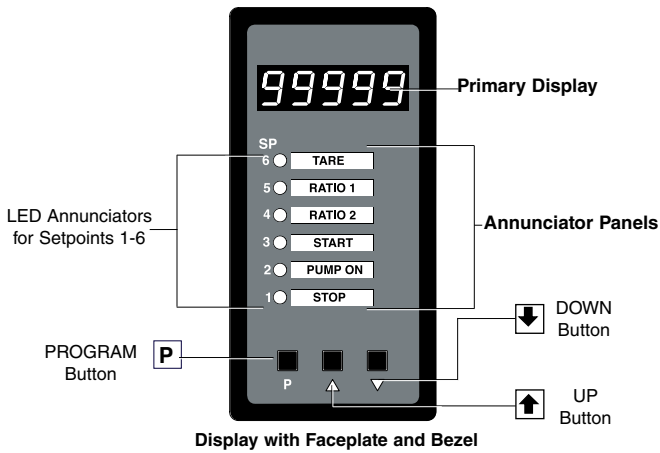 99999
Primary Display
SP
6 TARE
5 RATIO 1
4 RATIO 2
3 START
2 PUMP ON
1 STOP
LED Annunciators
for Setpoints 1-6
Annunciator Panels
PROGRAM
Button
P
P
DOWN
Button
UP
Button
Display with Faceplate and Bezel